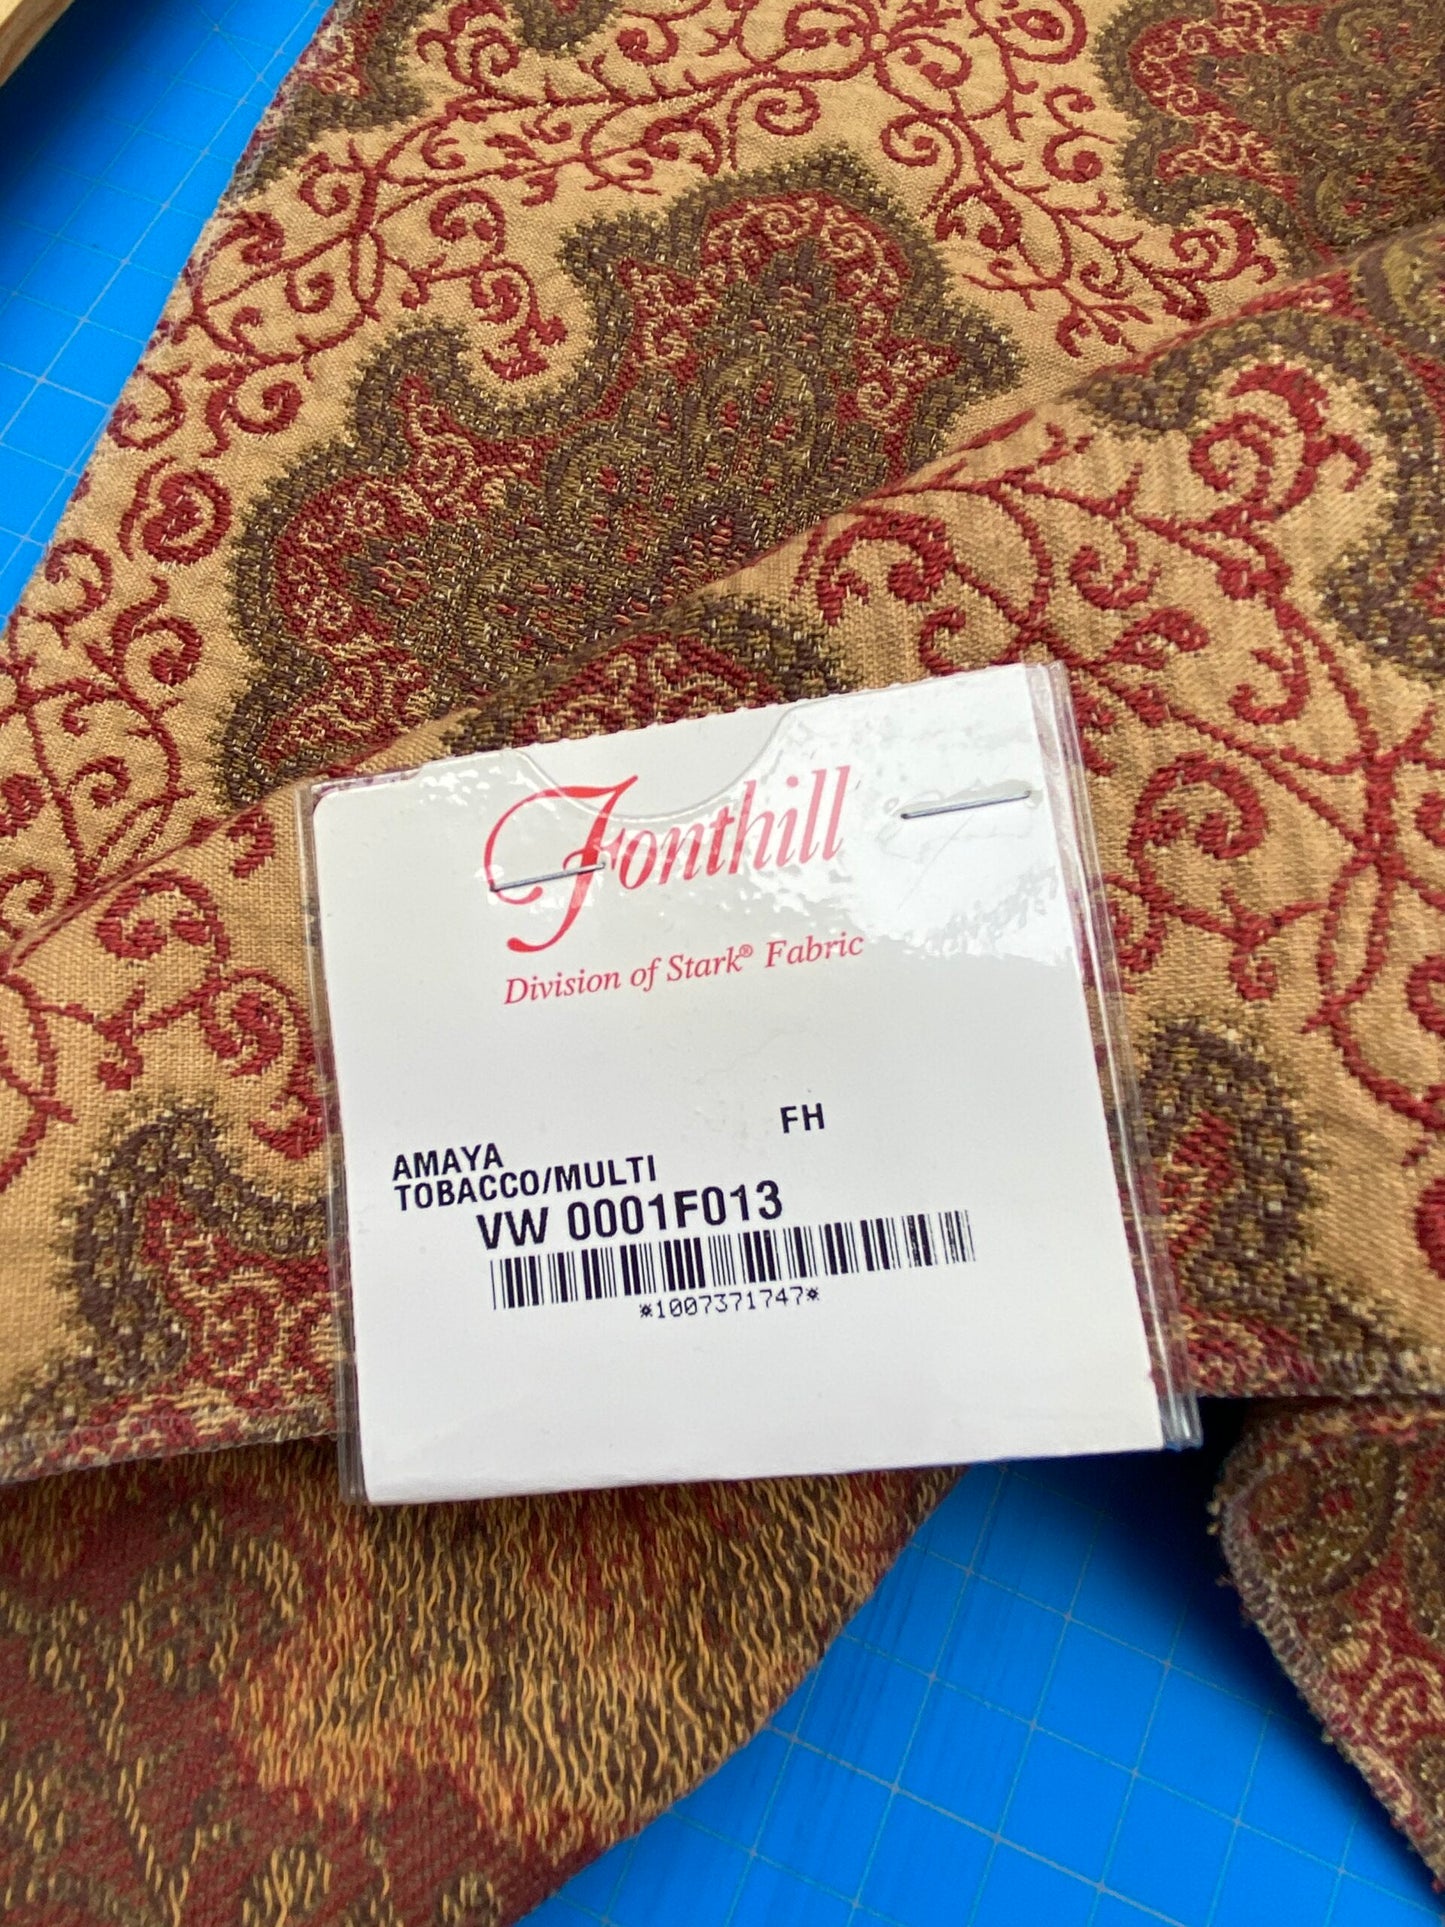 Fonthill
Division of Stark® Fabric
FH
AMAYA
TOBACCO/MULTI
VW 0001F013
*1007371747*